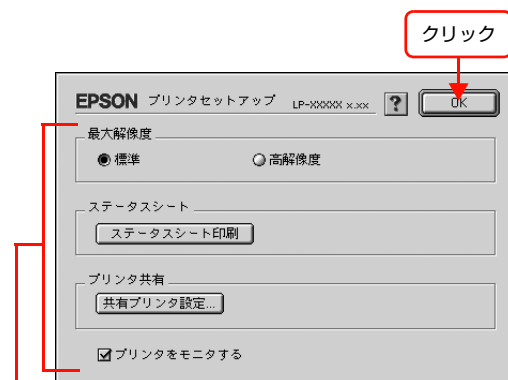 クリック
EPSON プリンタセットアップ LP-XXXXX x.xx ? OK
最大解像度
標準 高解像度
ステータスシート
ステータスシート印刷
プリンタ共有
共有プリンタ設定...
プリンタをモニタする